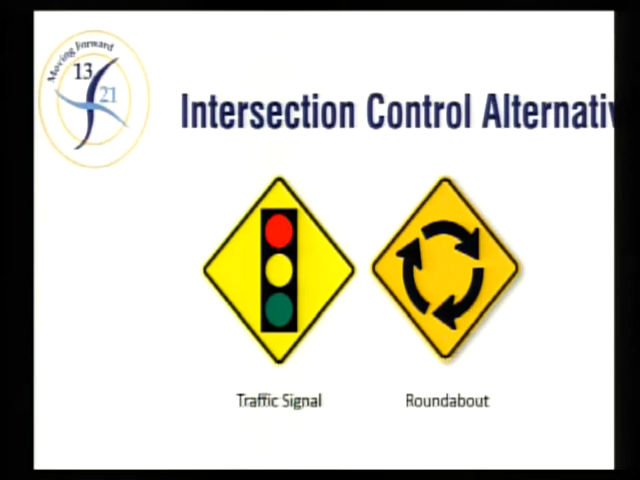 Moving Forward
13
21
Intersection Control Alternativ
Traffic Signal
Roundabout